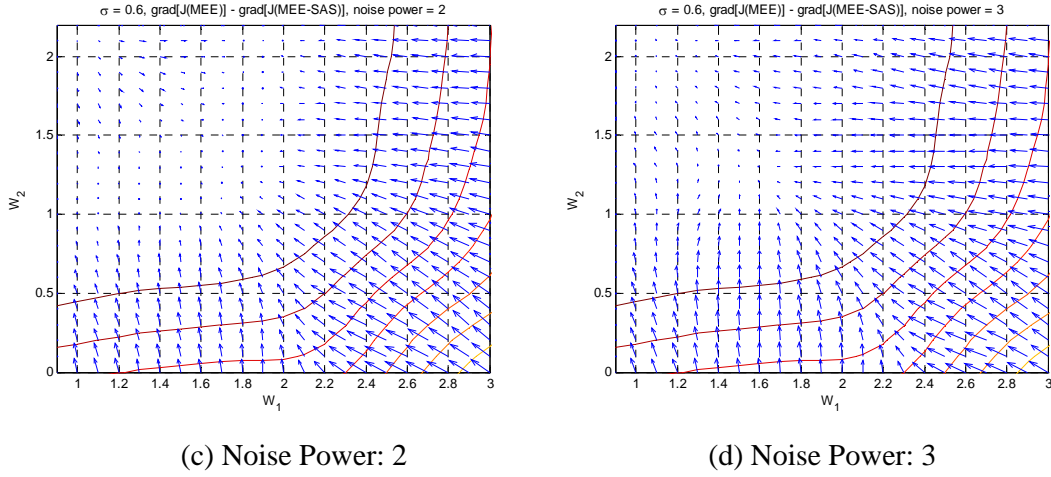 σ = 0.6, grad[J(MEE)] - grad[J(MEE-SAS)], noise power = 2
2
1.5
1
0.5
0
W2
1 1.2 1.4 1.6 1.8 2 2.2 2.4 2.6 2.8 3
W1
(c) Noise Power: 2
σ = 0.6, grad[J(MEE)] - grad[J(MEE-SAS)], noise power = 3
2
1.5
1
0.5
0
W2
1 1.2 1.4 1.6 1.8 2 2.2 2.4 2.6 2.8 3
W1
(d) Noise Power: 3